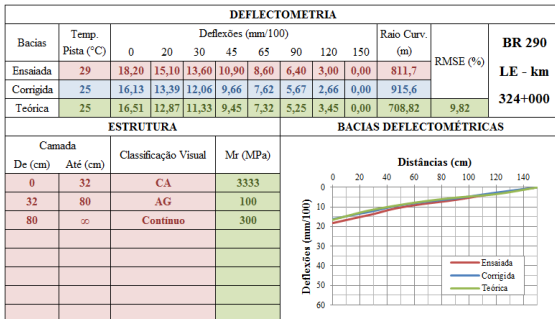 DEFLECTOMETRIA
Bacias Temp. Pista (°C) Deflexões (mm/100) Raio Curv. (m) RMSE (%) BR 290 LE - km 324+000
0 20 30 45 65 90 120 150
Ensaiada 29 18,20 15,10 13,60 10,90 8,60 6,40 3,00 0,00 811,7
Corrigida 25 16,13 13,39 12,06 9,66 7,62 5,67 2,66 0,00 915,6
Teórica 25 16,51 12,87 11,33 9,45 7,32 5,25 3,45 0,00 708,82 9,82
ESTRUTURA
Camada Classificação Visual Mr (MPa)
De (cm) Até (cm)
0 32 CA 3333
32 80 AG 100
80 ∞ Contínuo 300
BACIAS DEFLECTOMÉTRICAS
Distâncias (cm)
0 20 40 60 80 100 120 140
Deflexões (mm/100)
0
10
20
30
40
50
60
Ensaiada
Corrigida
Teórica